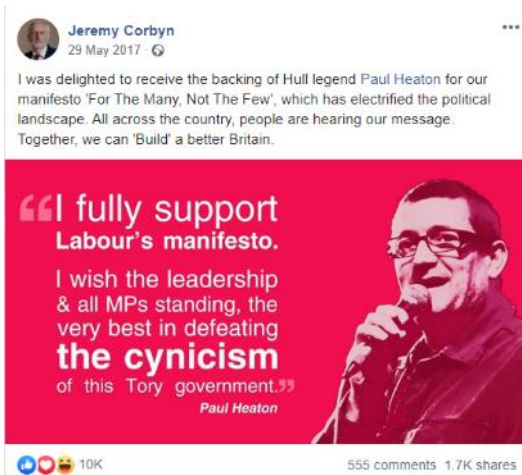 Jeremy Corbyn
29 May 2017 ·
I was delighted to receive the backing of Hull legend Paul Heaton for our
manifesto 'For The Many, Not The Few', which has electrified the political
landscape. All across the country, people are hearing our message.
Together, we can 'Build' a better Britain.
“I fully support
Labour's manifesto.
I wish the leadership
& all MPs standing, the
very best in defeating
the cynicism
of this Tory government.”
Paul Heaton
10K
555 comments 1.7K shares